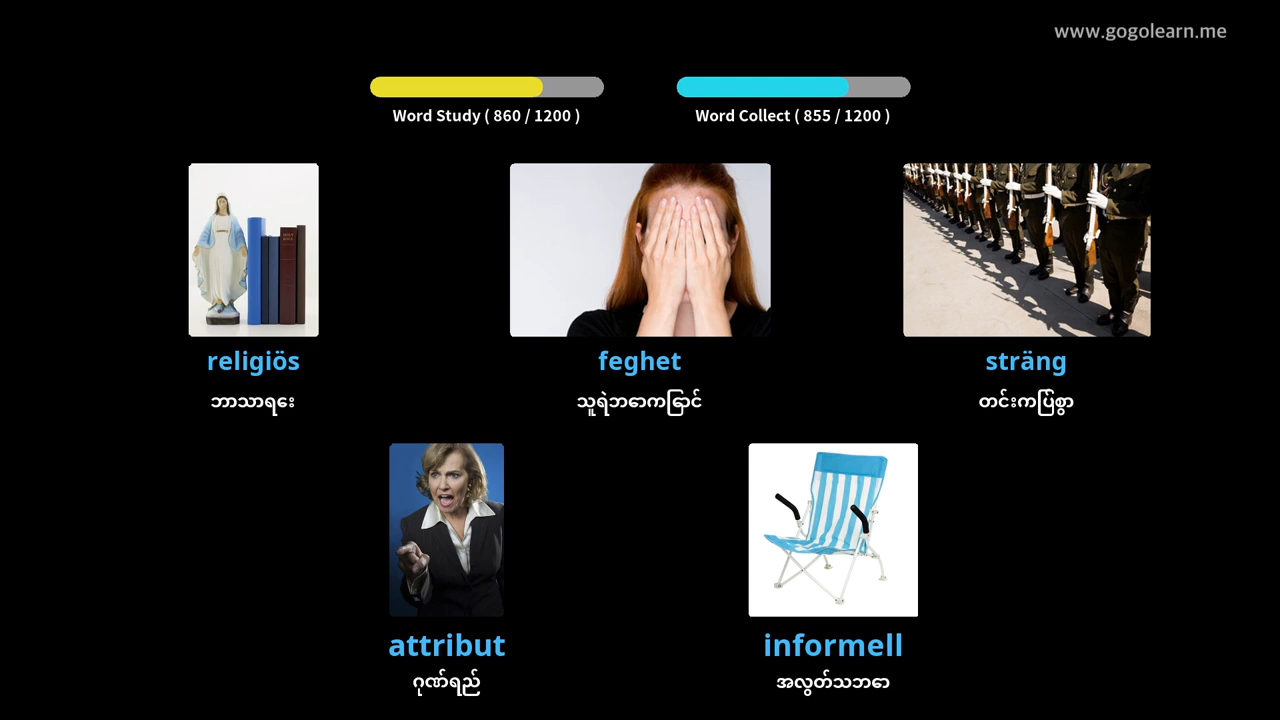 www.gogolearn.me
Word Study ( 860 / 1200 )
Word Collect ( 855 / 1200 )
religiös
ဘာသာရေး
feghet
သူရဲဘောကြောင်
sträng
တင်းကျပ်စွာ
attribut
ဂုဏ်ရည်
informell
အလွတ်သဘော